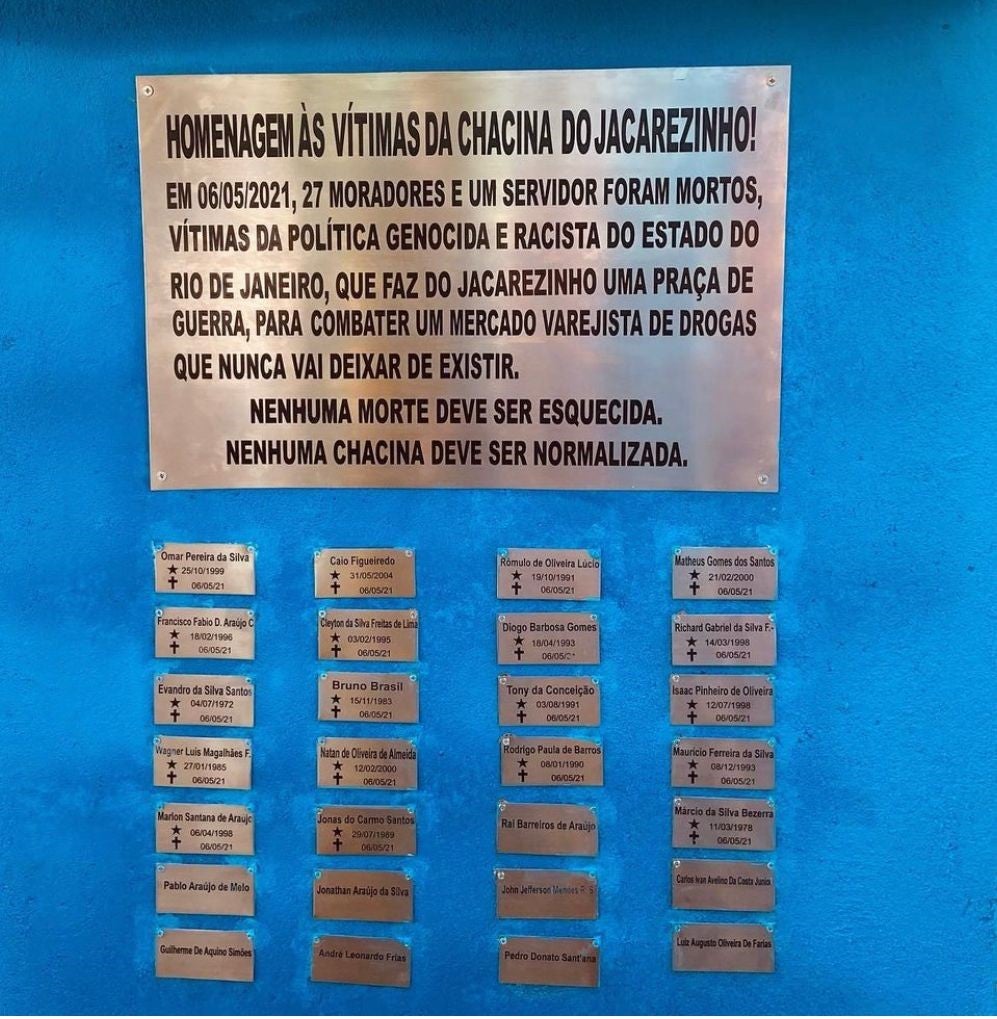 HOMENAGEM ÀS VÍTIMAS DA CHACINA DO JACAREZINHO!
EM 06/05/2021, 27 MORADORES E UM SERVIDOR FORAM MORTOS,
VÍTIMAS DA POLÍTICA GENOCIDA E RACISTA DO ESTADO DO
RIO DE JANEIRO, QUE FAZ DO JACAREZINHO UMA PRAÇA DE
GUERRA, PARA COMBATER UM MERCADO VAREJISTA DE DROGAS
QUE NUNCA VAI DEIXAR DE EXISTIR.
NENHUMA MORTE DEVE SER ESQUECIDA.
NENHUMA CHACINA DEVE SER NORMALIZADA.
Omar Pereira da Silva
25/10/1999
06/05/21
Caio Figueiredo
31/05/2004
06/05/21
Rômulo de Oliveira Lúcio
19/10/1991
06/05/21
Matheus Gomes dos Santos
21/02/2000
06/05/21
Francisco Fabio D. Araújo C
18/02/1996
06/05/21
Cleyton da Silva Freitas de Lima
03/02/1995
06/05/21
Diogo Barbosa Gomes
18/04/1993
06/05/21
Richard Gabriel da Silva F.-
14/03/1998
06/05/21
Evandro da Silva Santos
04/07/1972
06/05/21
Bruno Brasil
15/11/1983
06/05/21
Tony da Conceição
03/08/1991
06/05/21
Isaac Pinheiro de Oliveira
12/07/1998
06/05/21
Wagner Luis Magalhães F.
27/01/1985
06/05/21
Natan de Oliveira de Almeida
12/02/2000
06/05/21
Rodrigo Paula de Barros
08/01/1990
06/05/21
Mauricio Ferreira da Silva
08/12/1993
06/05/21
Marlon Santana de Araujo
06/04/1998
06/05/21
Jonas do Carmo Santos
29/07/1989
06/05/21
Raí Barreiros de Araújo
Márcio da Silva Bezerra
11/03/1978
06/05/21
Pablo Araújo de Melo
Jonathan Araújo da Silva
John Jefferson Mendes R. S
Carlos Ivan Avelino Da Costa Junior
Guilherme De Aquino Simões
André Leonardo Frias
Pedro Donato Sant'ana
Luiz Augusto Oliveira De Farias